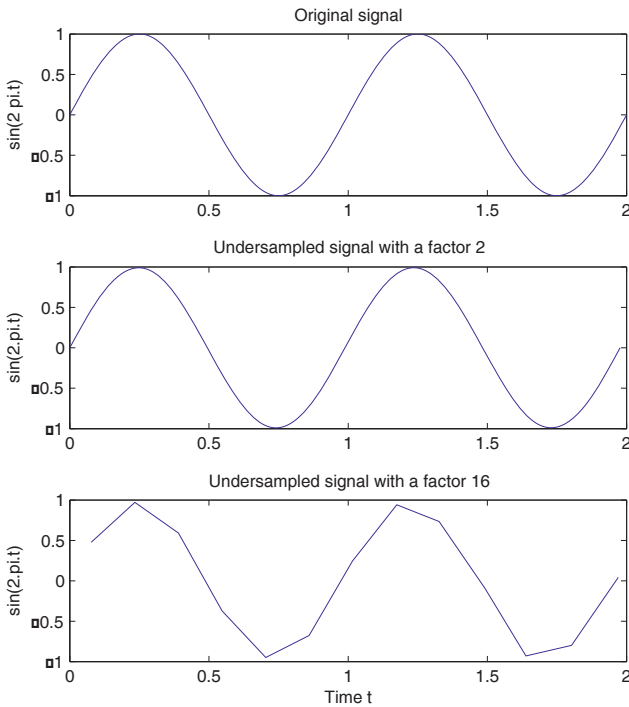 Original signal
1
0.5
0
▯0.5
▯1
sin(2 pi.t)
0 0.5 1 1.5 2
Undersampled signal with a factor 2
1
0.5
0
▯0.5
▯1
sin(2.pi.t)
0 0.5 1 1.5 2
Undersampled signal with a factor 16
1
0.5
0
▯0.5
▯1
sin(2.pi.t)
0 0.5 1 1.5 2
Time t